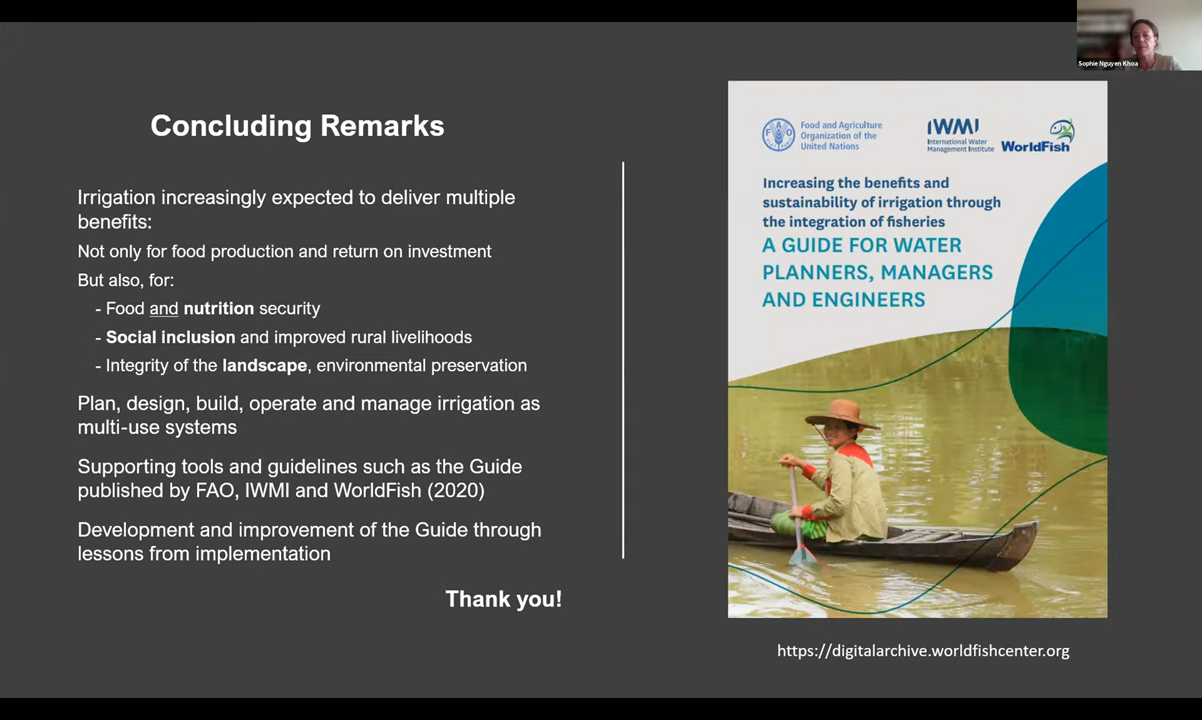 Sophie Nguyen Khoa
Concluding Remarks
Irrigation increasingly expected to deliver multiple
benefits:
Not only for food production and return on investment
But also, for:
- Food and nutrition security
- Social inclusion and improved rural livelihoods
- Integrity of the landscape, environmental preservation
Plan, design, build, operate and manage irrigation as
multi-use systems
Supporting tools and guidelines such as the Guide
published by FAO, IWMI and WorldFish (2020)
Development and improvement of the Guide through
lessons from implementation
Thank you!
FAO
Food and Agriculture
Organization of the
United Nations
IWMI
International Water
Management Institute
WorldFish
Increasing the benefits and
sustainability of irrigation through
the integration of fisheries
A GUIDE FOR WATER
PLANNERS, MANAGERS
AND ENGINEERS
https://digitalarchive.worldfishcenter.org